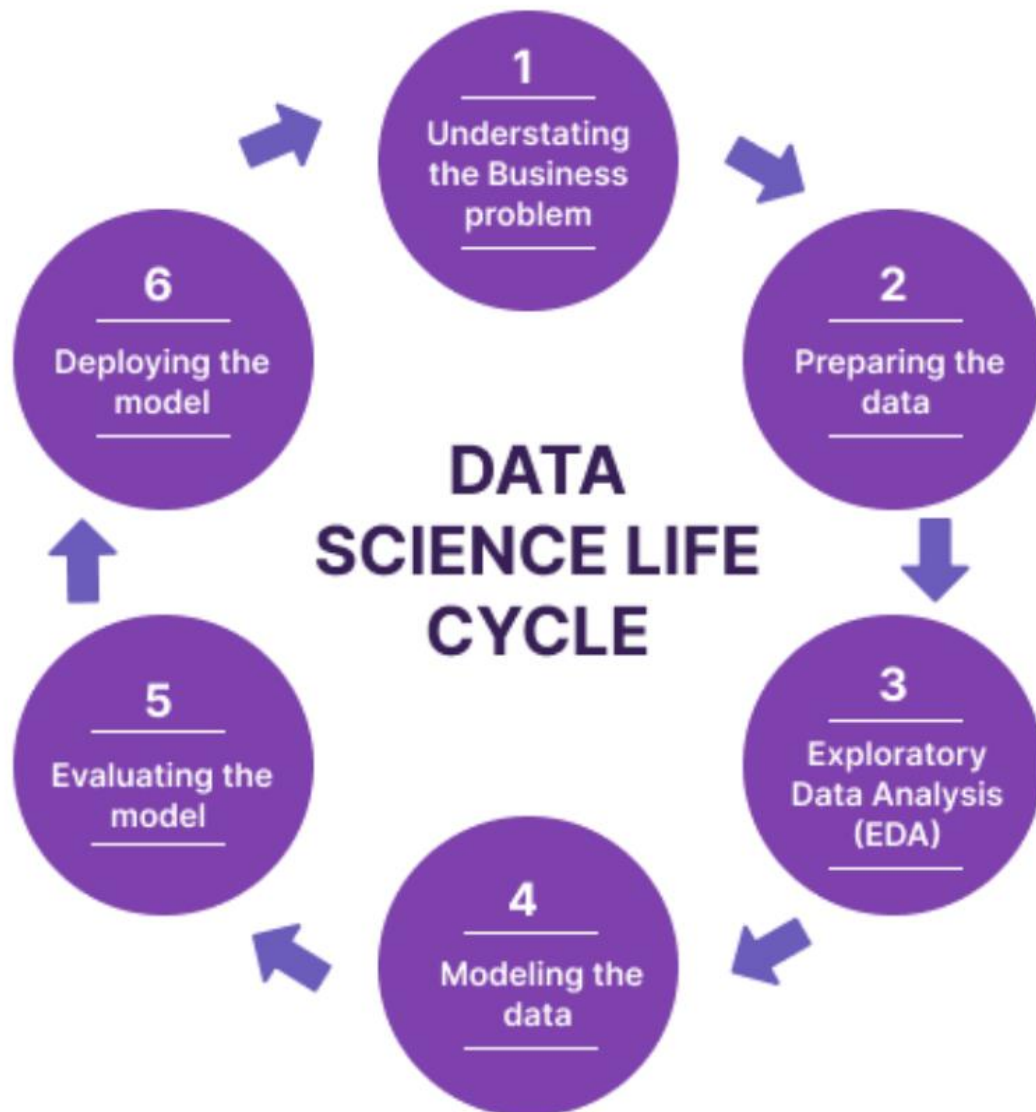 1
Understating
the Business
problem
2
Preparing the
data
3
Exploratory
Data Analysis
(EDA)
4
Modeling the
data
5
Evaluating the
model
6
Deploying the
model
DATA
SCIENCE LIFE
CYCLE